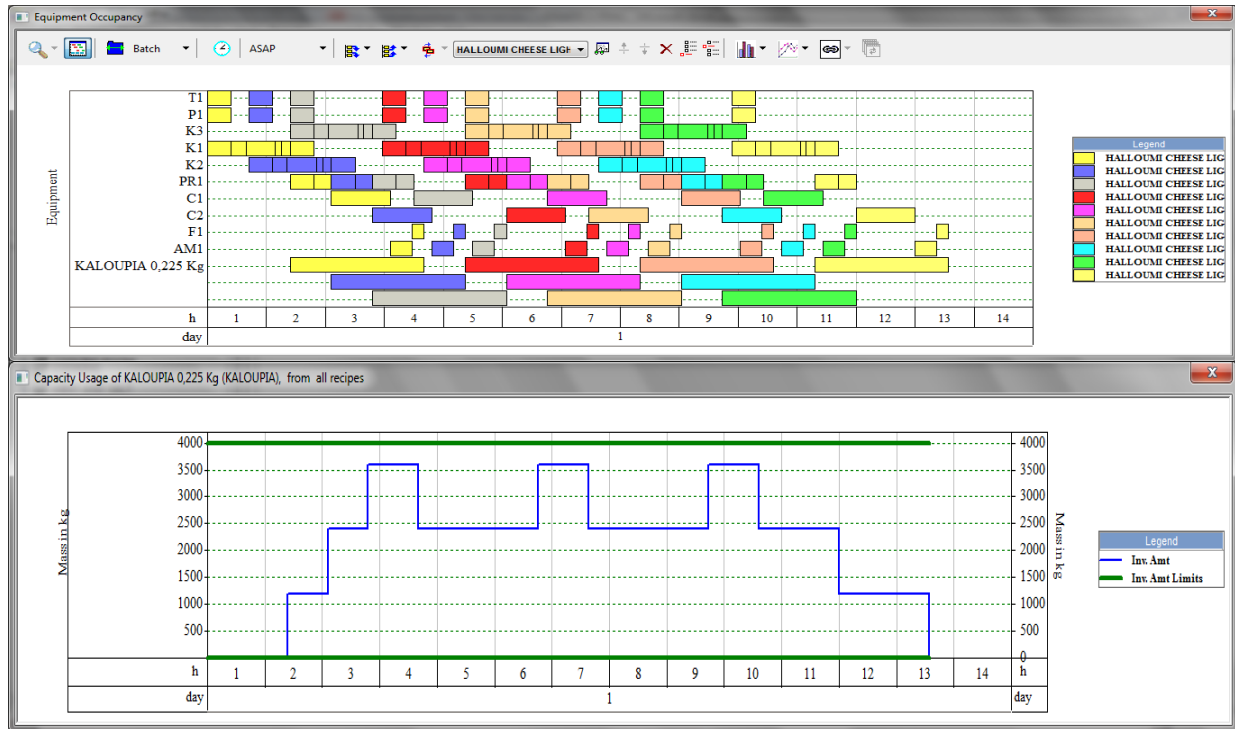 Equipment Occupancy
Batch ASAP HALLOUMI CHEESE LIGH
T1
P1
K3
K1
K2
PR1
C1
C2
F1
AM1
KALOUPIA 0,225 Kg
Equipment
h 1 2 3 4 5 6 7 8 9 10 11 12 13 14
day 1
Legend
HALLOUMI CHEESE LIG
HALLOUMI CHEESE LIG
HALLOUMI CHEESE LIG
HALLOUMI CHEESE LIG
HALLOUMI CHEESE LIG
HALLOUMI CHEESE LIG
HALLOUMI CHEESE LIG
HALLOUMI CHEESE LIG
HALLOUMI CHEESE LIG
HALLOUMI CHEESE LIG
Capacity Usage of KALOUPIA 0,225 Kg (KALOUPIA), from all recipes
4000 4000
3500 3500
3000 3000
2500 2500
2000 2000
1500 1500
1000 1000
500 500
0
Mass in kg
Mass in kg
h 1 2 3 4 5 6 7 8 9 10 11 12 13 14 h
day 1 day
Legend
Inv. Amt
Inv. Amt Limits